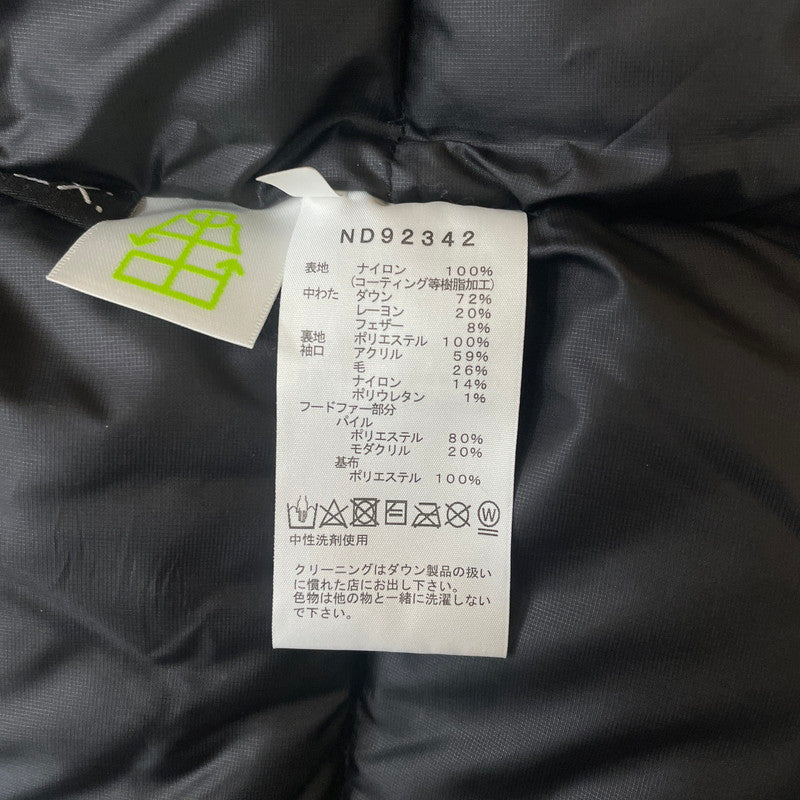 ND92342
表地 ナイロン 100%
(コーティング等樹脂加工)
中わた ダウン 72%
レーヨン 20%
フェザー 8%
裏地 ポリエステル 100%
袖口 アクリル 59%
毛 26%
ナイロン 14%
ポリウレタン 1%
フードファー部分
パイル
ポリエステル 80%
モダクリル 20%
基布
ポリエステル 100%
W
中性洗剤使用
クリーニングはダウン製品の扱い
に慣れた店にお出し下さい。
色物は他の物と一緒に洗濯しない
で下さい。